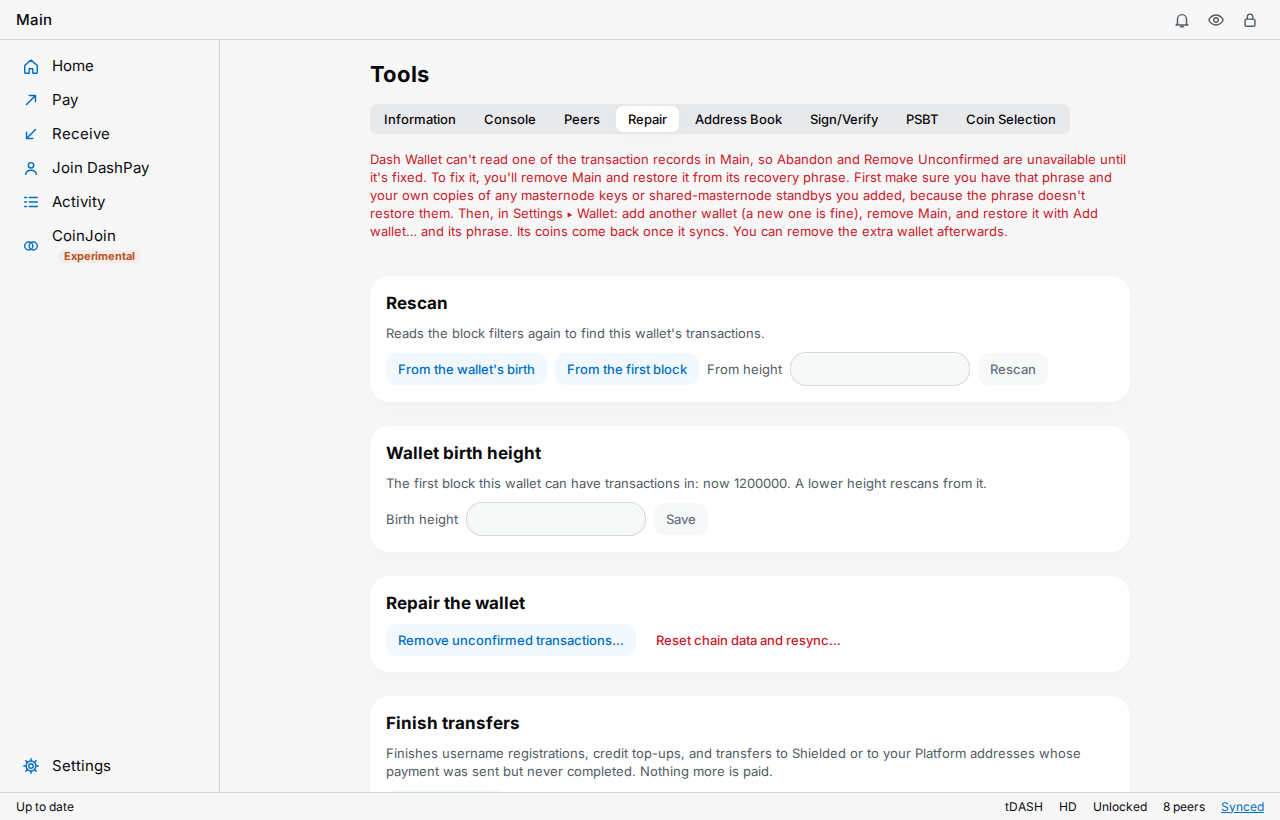 Main
Home
Pay
Receive
Join DashPay
Activity
CoinJoin
Experimental
Settings
Tools
Information Console Peers Repair Address Book Sign/Verify PSBT Coin Selection
Dash Wallet can't read one of the transaction records in Main, so Abandon and Remove Unconfirmed are unavailable until
it's fixed. To fix it, you'll remove Main and restore it from its recovery phrase. First make sure you have that phrase and
your own copies of any masternode keys or shared-masternode standbys you added, because the phrase doesn't
restore them. Then, in Settings ▸ Wallet: add another wallet (a new one is fine), remove Main, and restore it with Add
wallet... and its phrase. Its coins come back once it syncs. You can remove the extra wallet afterwards.
Rescan
Reads the block filters again to find this wallet's transactions.
From the wallet's birth From the first block From height Rescan
Wallet birth height
The first block this wallet can have transactions in: now 1200000. A lower height rescans from it.
Birth height Save
Repair the wallet
Remove unconfirmed transactions... Reset chain data and resync...
Finish transfers
Finishes username registrations, credit top-ups, and transfers to Shielded or to your Platform addresses whose
payment was sent but never completed. Nothing more is paid.
Up to date tDASH HD Unlocked 8 peers Synced